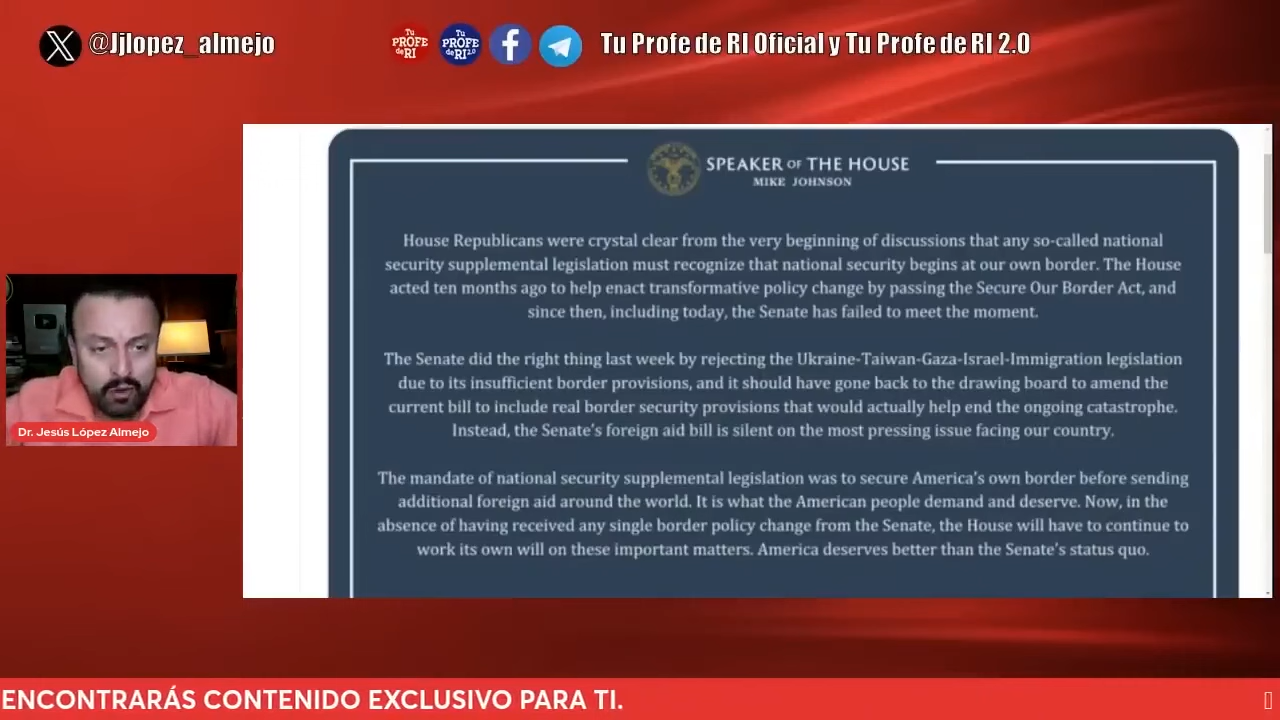 @Jjlopez_almejo
Tu
PROFE
de RI
Tu
PROFE
de RI 2.0
Tu Profe de RI Oficial y Tu Profe de RI 2.0
SPEAKER OF THE HOUSE
MIKE JOHNSON
House Republicans were crystal clear from the very beginning of discussions that any so-called national
security supplemental legislation must recognize that national security begins at our own border. The House
acted ten months ago to help enact transformative policy change by passing the Secure Our Border Act, and
since then, including today, the Senate has failed to meet the moment.
The Senate did the right thing last week by rejecting the Ukraine-Taiwan-Gaza-Israel-Immigration legislation
due to its insufficient border provisions, and it should have gone back to the drawing board to amend the
current bill to include real border security provisions that would actually help end the ongoing catastrophe.
Instead, the Senate's foreign aid bill is silent on the most pressing issue facing our country.
The mandate of national security supplemental legislation was to secure America's own border before sending
additional foreign aid around the world. It is what the American people demand and deserve. Now, in the
absence of having received any single border policy change from the Senate, the House will have to continue to
work its own will on these important matters. America deserves better than the Senate's status quo.
Dr. Jesús López Almejo
ENCONTRARÁS CONTENIDO EXCLUSIVO PARA TI.